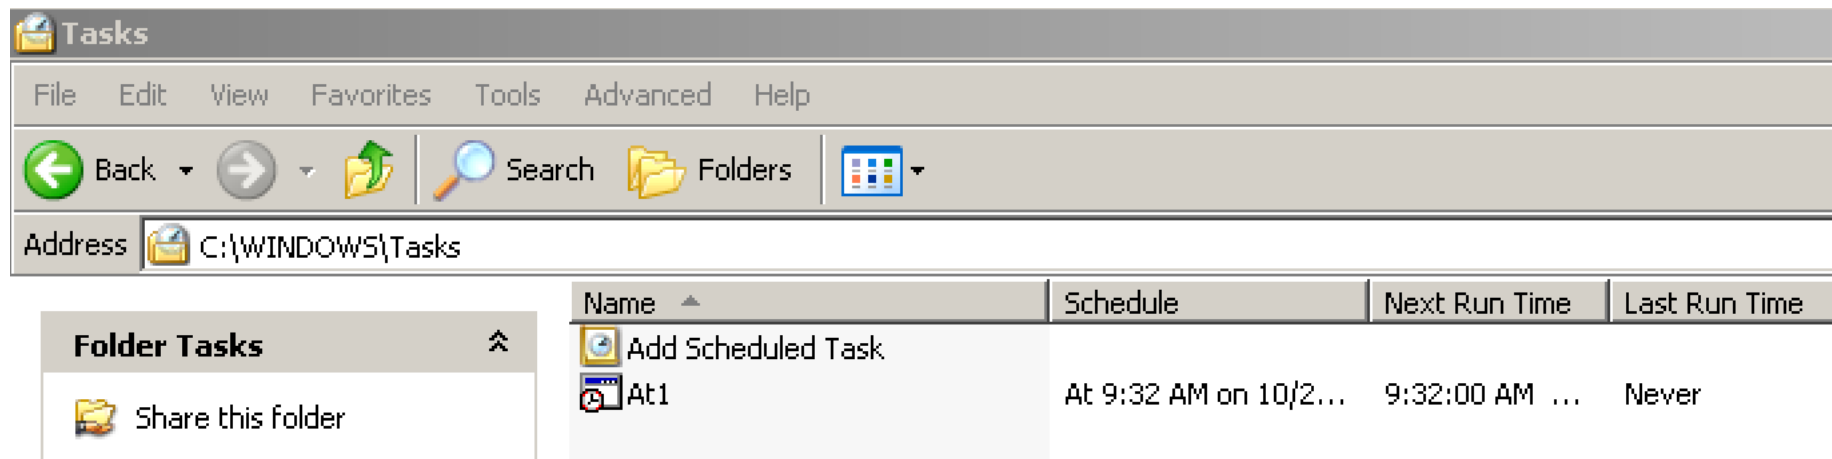 Tasks
File Edit View Favorites Tools Advanced Help
Back Search Folders
Address C:\WINDOWS\Tasks
Name Schedule Next Run Time Last Run Time
Folder Tasks
Add Scheduled Task
At1 At 9:32 AM on 10/2... 9:32:00 AM ... Never
Share this folder